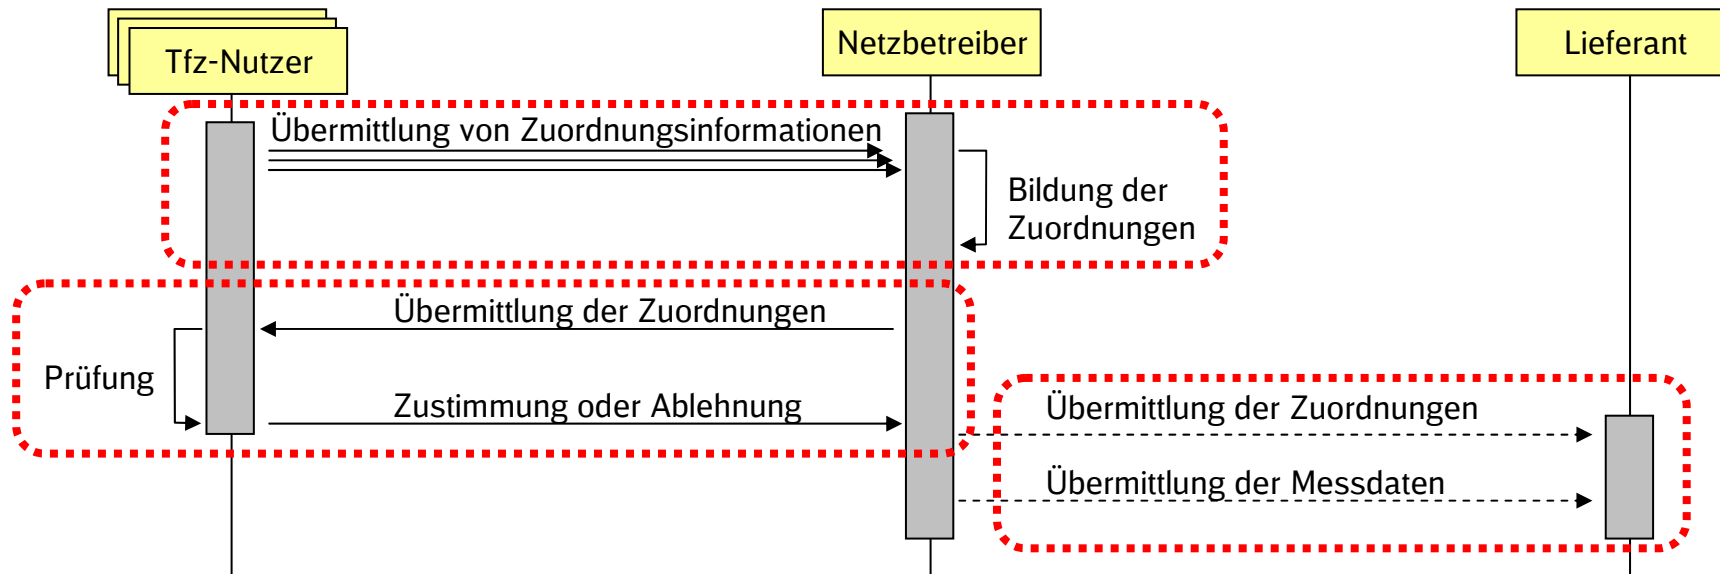 Tfz-Nutzer
Netzbetreiber
Lieferant
Übermittlung von Zuordnungsinformationen
Bildung der
Zuordnungen
Übermittlung der Zuordnungen
Prüfung
Zustimmung oder Ablehnung
Übermittlung der Zuordnungen
Übermittlung der Messdaten